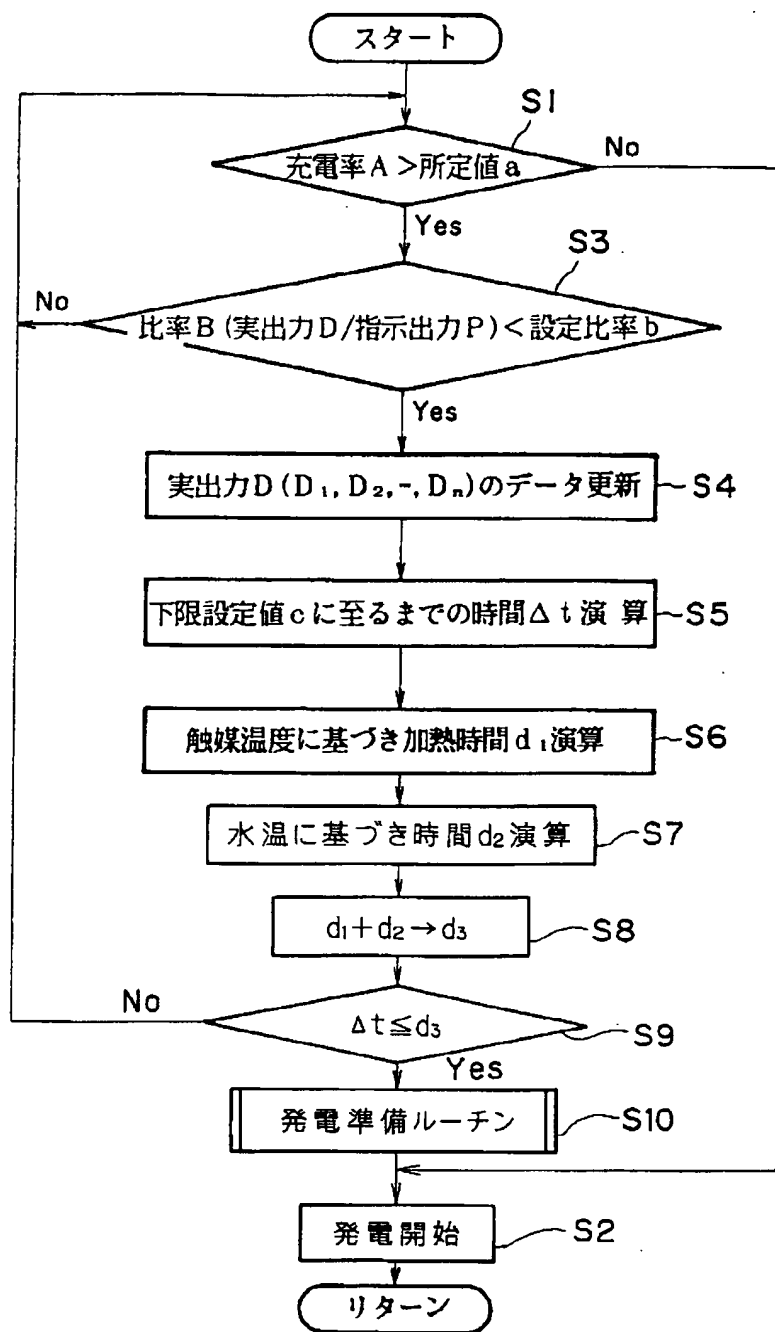 スタート
S1
充電率A>所定値a
No
Yes
S3
No
比率B(実出力D/指示出力P)<設定比率b
Yes
実出力D(D₁,D₂,-,Dₙ)のデータ更新
S4
下限設定値cに至るまでの時間Δt演算
S5
触媒温度に基づき加熱時間d₁演算
S6
水温に基づき時間d₂演算
S7
d₁+d₂→d₃
S8
No
Δt≦d₃
S9
Yes
発電準備ルーチン
S10
発電開始
S2
リターン